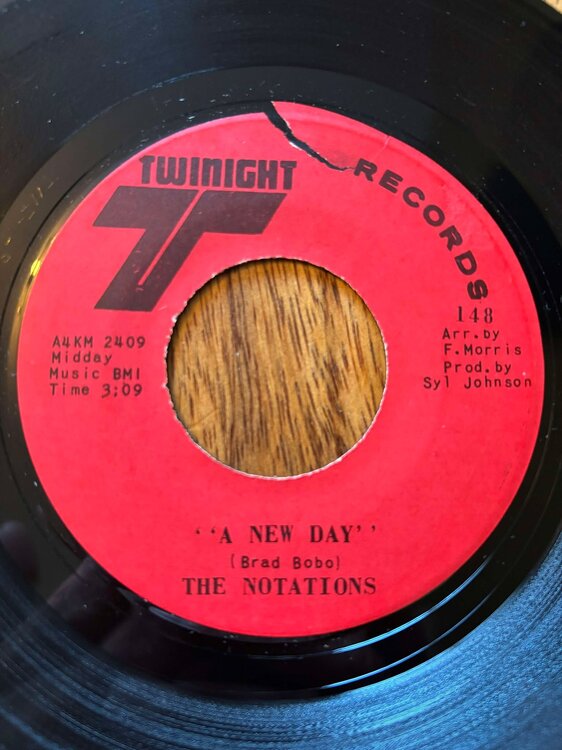 TWINIGHT
RECORDS
148
Arr.by
F.Morris
Prod.by
Syl Johnson
A4KM 2409
Midday
Music BMI
Time 3;09
‘‘A NEW DAY’’
(Brad Bobo)
THE NOTATIONS